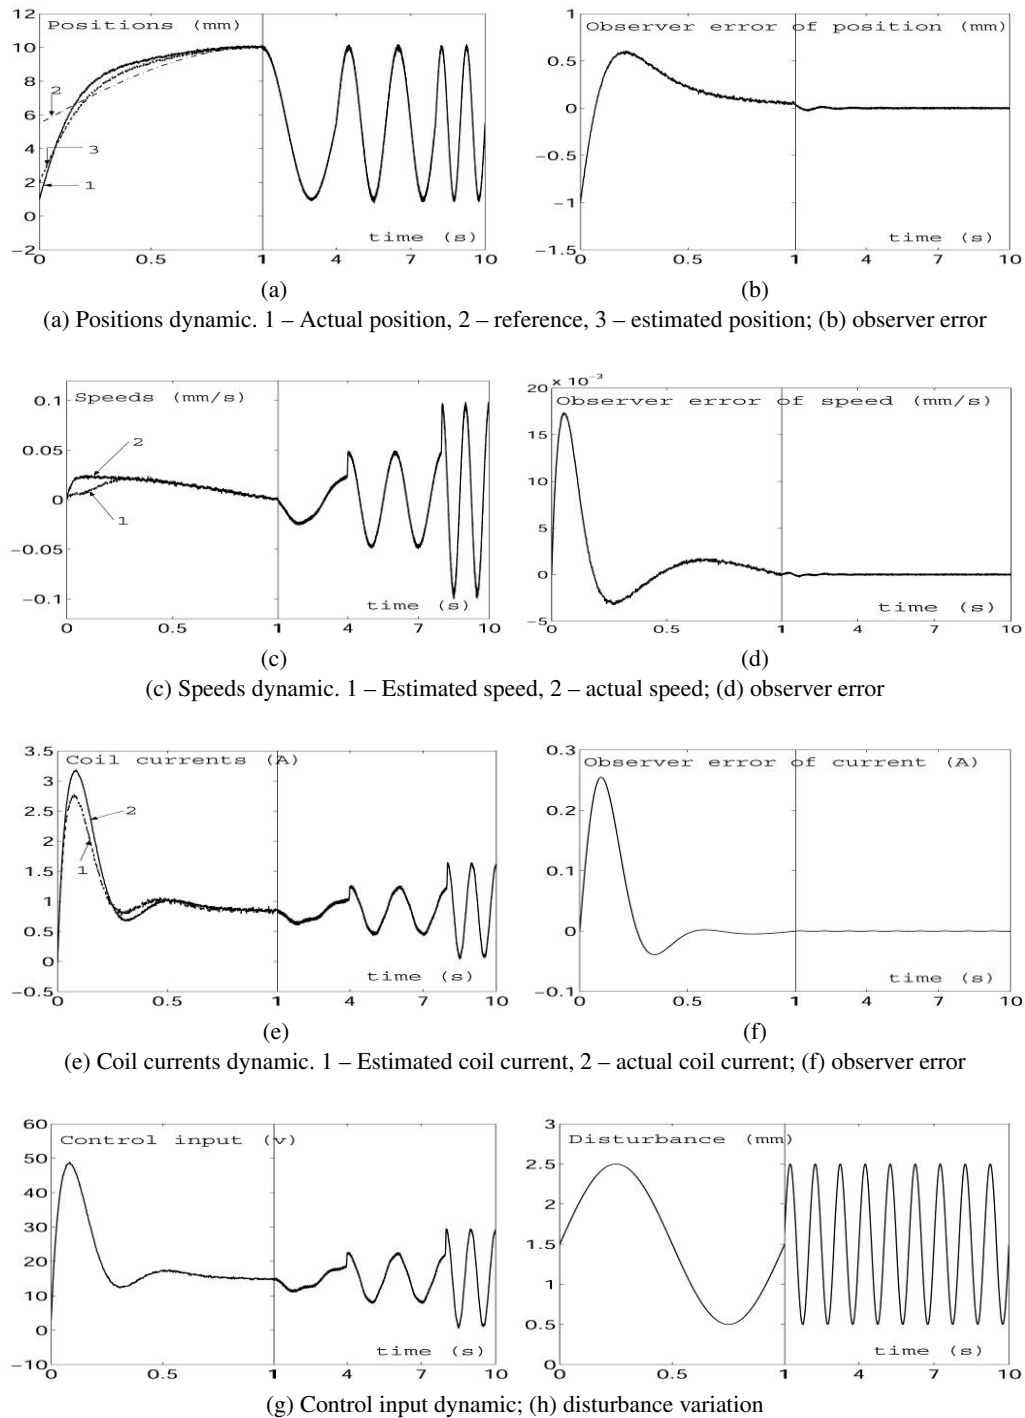 Positions (mm)
12
10
8
6
4
2
0
−2
2
3
1
time (s)
0 0.5 1 4 7 10
(a)
Observer error of position (mm)
1
0.5
0
−0.5
−1
−1.5
time (s)
0 0.5 1 4 7 10
(b)
(a) Positions dynamic. 1 – Actual position, 2 – reference, 3 – estimated position; (b) observer error
Speeds (mm/s)
0.1
0.05
0
−0.05
−0.1
2
1
time (s)
0 0.5 1 4 7 10
(c)
20 × 10 −3
Observer error of speed (mm/s)
15
10
5
0
−5
time (s)
0 0.5 1 4 7 10
(d)
(c) Speeds dynamic. 1 – Estimated speed, 2 – actual speed; (d) observer error
Coil currents (A)
3.5
3
2.5
2
1.5
1
0.5
0
−0.5
2
1
time (s)
0 0.5 1 4 7 10
(e)
Observer error of current (A)
0.3
0.2
0.1
0
−0.1
time (s)
0 0.5 1 4 7 10
(f)
(e) Coil currents dynamic. 1 – Estimated coil current, 2 – actual coil current; (f) observer error
Control input (v)
60
50
40
30
20
10
0
−10
time (s)
0 0.5 1 4 7 10
Disturbance (mm)
3
2.5
2
1.5
1
0.5
0
time (s)
0 0.5 1 4 7 10
(g) Control input dynamic; (h) disturbance variation